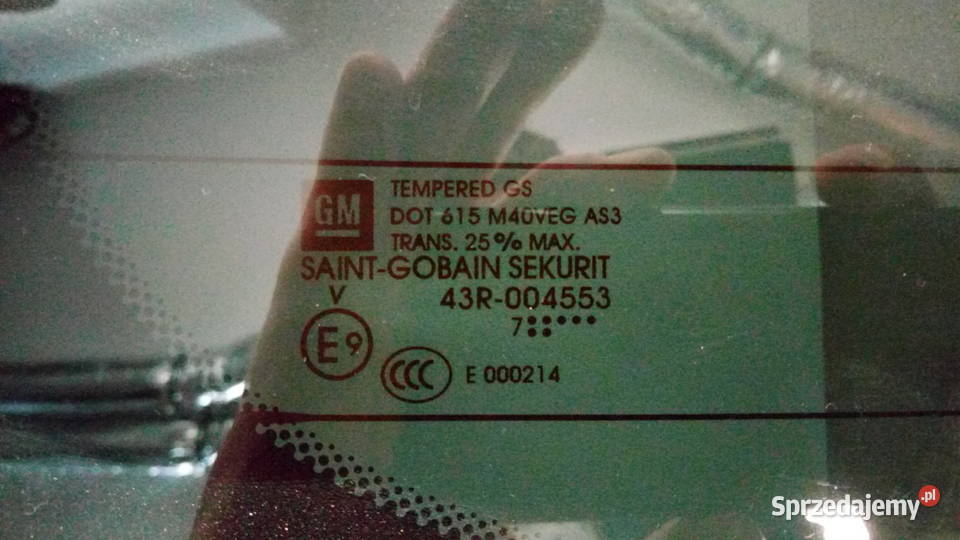 GM
TEMPERED GS
DOT 615 M40VEG AS3
TRANS. 25% MAX.
SAINT-GOBAIN SEKURIT
V 43R-004553
7
E9
CCC E 000214
Sprzedajemy.pl